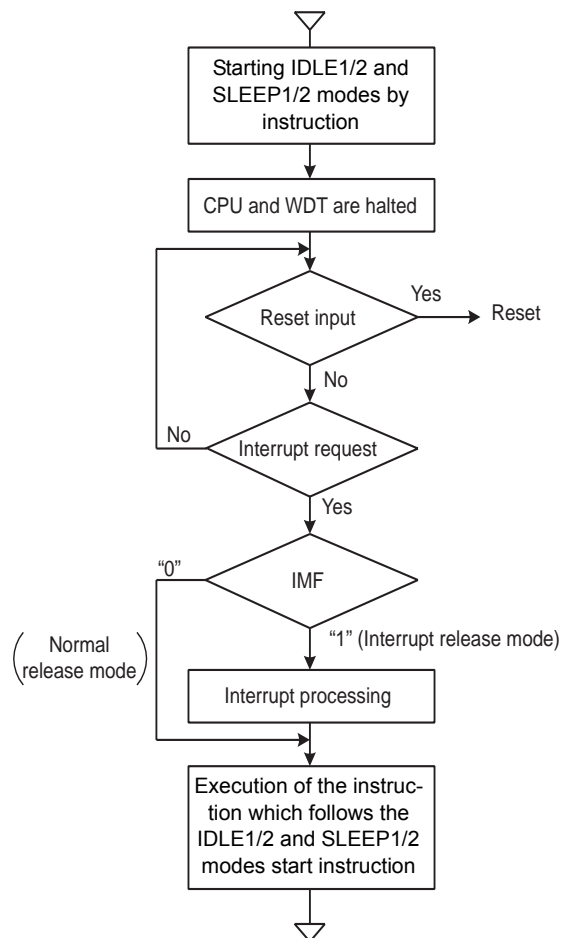 Starting IDLE1/2 and
SLEEP1/2 modes by
instruction
CPU and WDT are halted
Reset input
Yes
Reset
No
Interrupt request
No
Yes
IMF
“0”
“1” (Interrupt release mode)
(Normal
release mode)
Interrupt processing
Execution of the instruc-
tion which follows the
IDLE1/2 and SLEEP1/2
modes start instruction